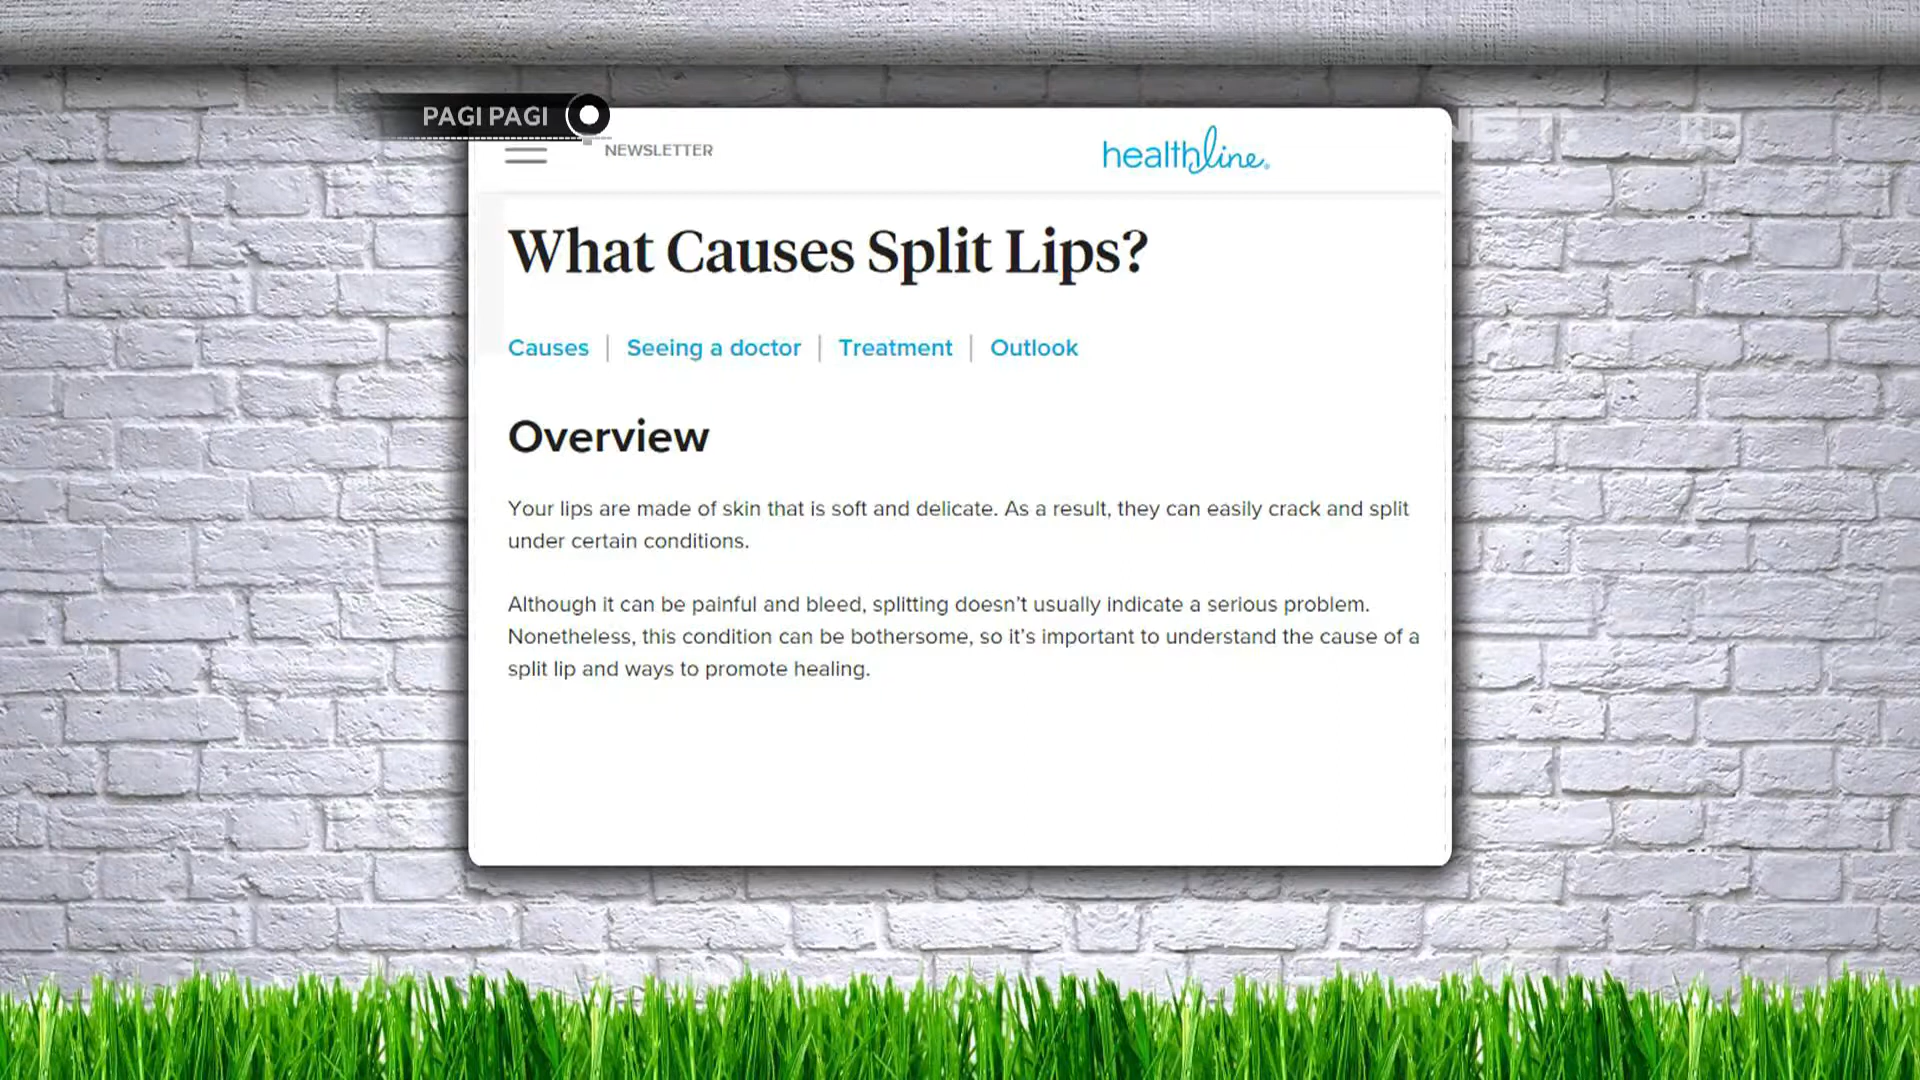 PAGI PAGI
NET.
NEWSLETTER
healthline
What Causes Split Lips?
Causes | Seeing a doctor | Treatment | Outlook
Overview
Your lips are made of skin that is soft and delicate. As a result, they can easily crack and split
under certain conditions.
Although it can be painful and bleed, splitting doesn’t usually indicate a serious problem.
Nonetheless, this condition can be bothersome, so it’s important to understand the cause of a
split lip and ways to promote healing.